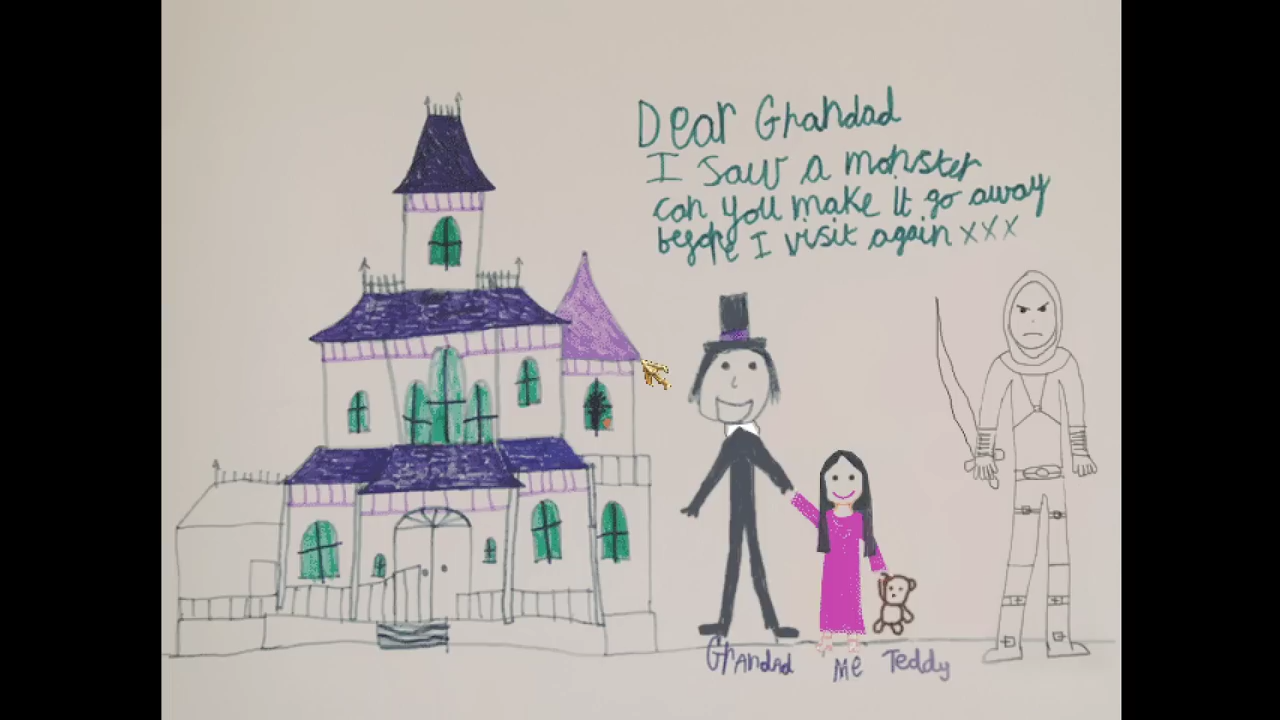 Dear Grandad
I saw a monster
can you make it go away
before I visit again XXX
Grandad Me Teddy